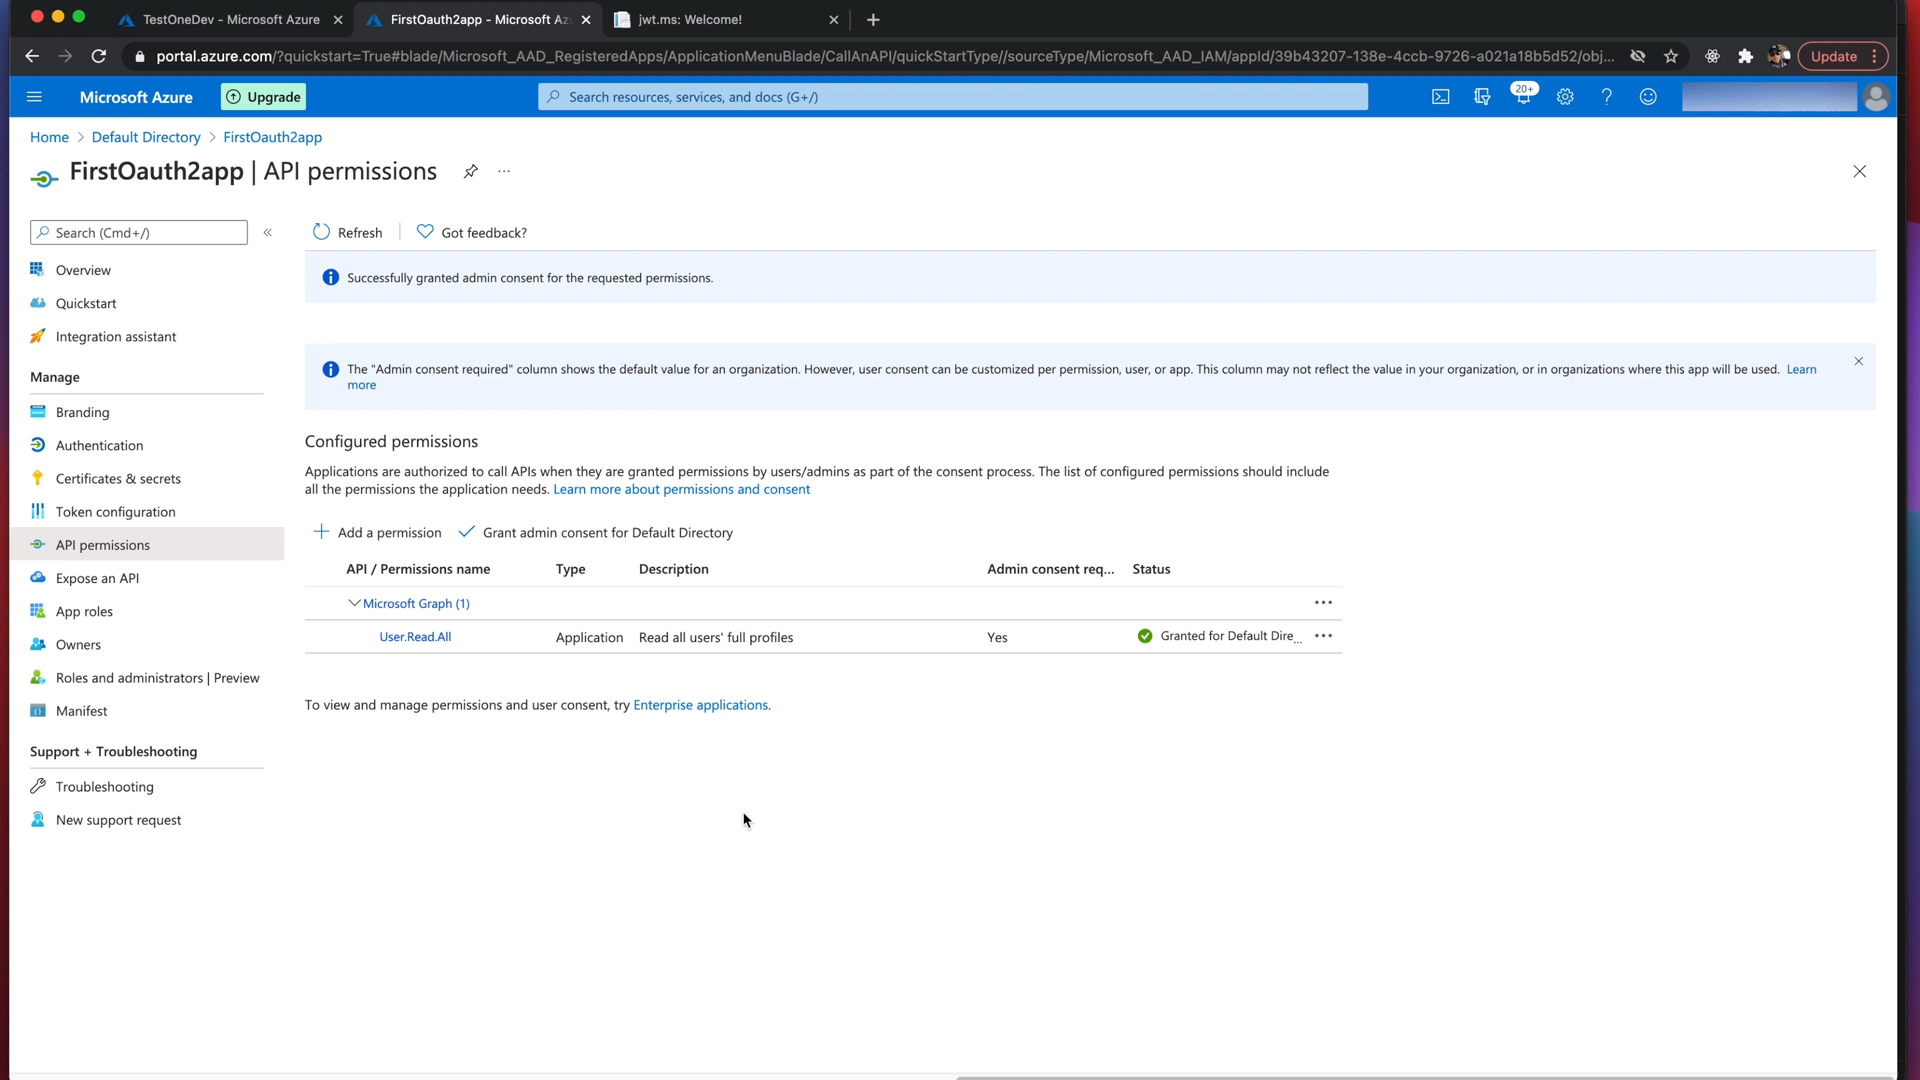 TestOneDev - Microsoft Azure
FirstOauth2app - Microsoft Az
jwt.ms: Welcome!
portal.azure.com/?quickstart=True#blade/Microsoft_AAD_RegisteredApps/ApplicationMenuBlade/CallAnAPI/quickStartType//sourceType/Microsoft_AAD_IAM/appId/39b43207-138e-4ccb-9726-a021a18b5d52/obj...
Update
Microsoft Azure
Upgrade
Search resources, services, and docs (G+/)
20+
Home > Default Directory > FirstOauth2app
FirstOauth2app | API permissions
...
Search (Cmd+/)
«
Refresh
Got feedback?
Overview
Successfully granted admin consent for the requested permissions.
Quickstart
Integration assistant
The "Admin consent required" column shows the default value for an organization. However, user consent can be customized per permission, user, or app. This column may not reflect the value in your organization, or in organizations where this app will be used. Learn
more
Manage
Branding
Authentication
Certificates & secrets
Token configuration
API permissions
Expose an API
App roles
Owners
Roles and administrators | Preview
Manifest
Support + Troubleshooting
Troubleshooting
New support request
Configured permissions
Applications are authorized to call APIs when they are granted permissions by users/admins as part of the consent process. The list of configured permissions should include
all the permissions the application needs. Learn more about permissions and consent
Add a permission
Grant admin consent for Default Directory
API / Permissions name Type Description Admin consent req... Status
Microsoft Graph (1)
User.Read.All Application Read all users' full profiles Yes Granted for Default Dire...
To view and manage permissions and user consent, try Enterprise applications.